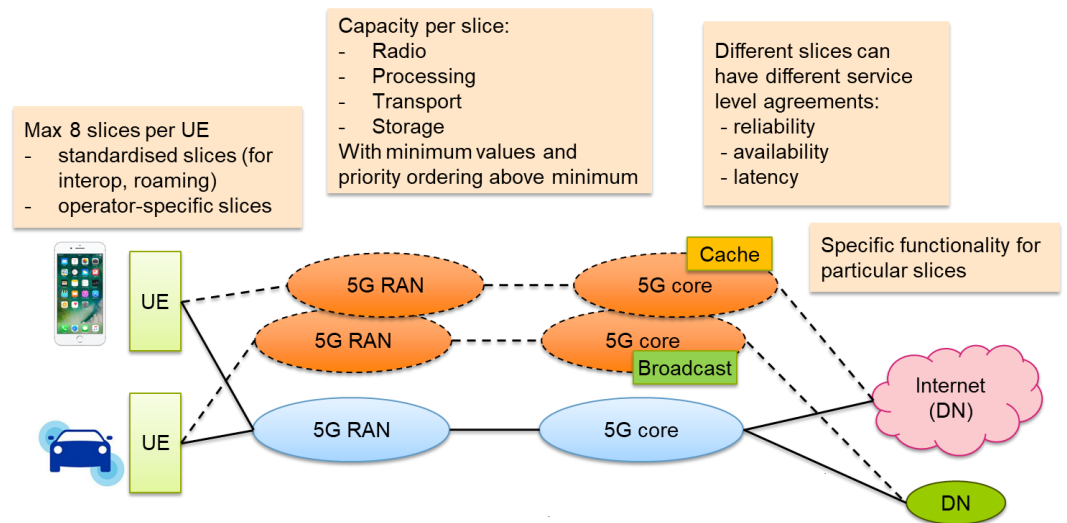 Capacity per slice:
- Radio
- Processing
- Transport
- Storage
With minimum values and
priority ordering above minimum
Different slices can
have different service
level agreements:
- reliability
- availability
- latency
Max 8 slices per UE
- standardised slices (for
interop, roaming)
- operator-specific slices
Specific functionality for
particular slices
UE
5G RAN
5G core
Cache
5G RAN
5G core
Broadcast
Internet
(DN)
UE
5G RAN
5G core
DN